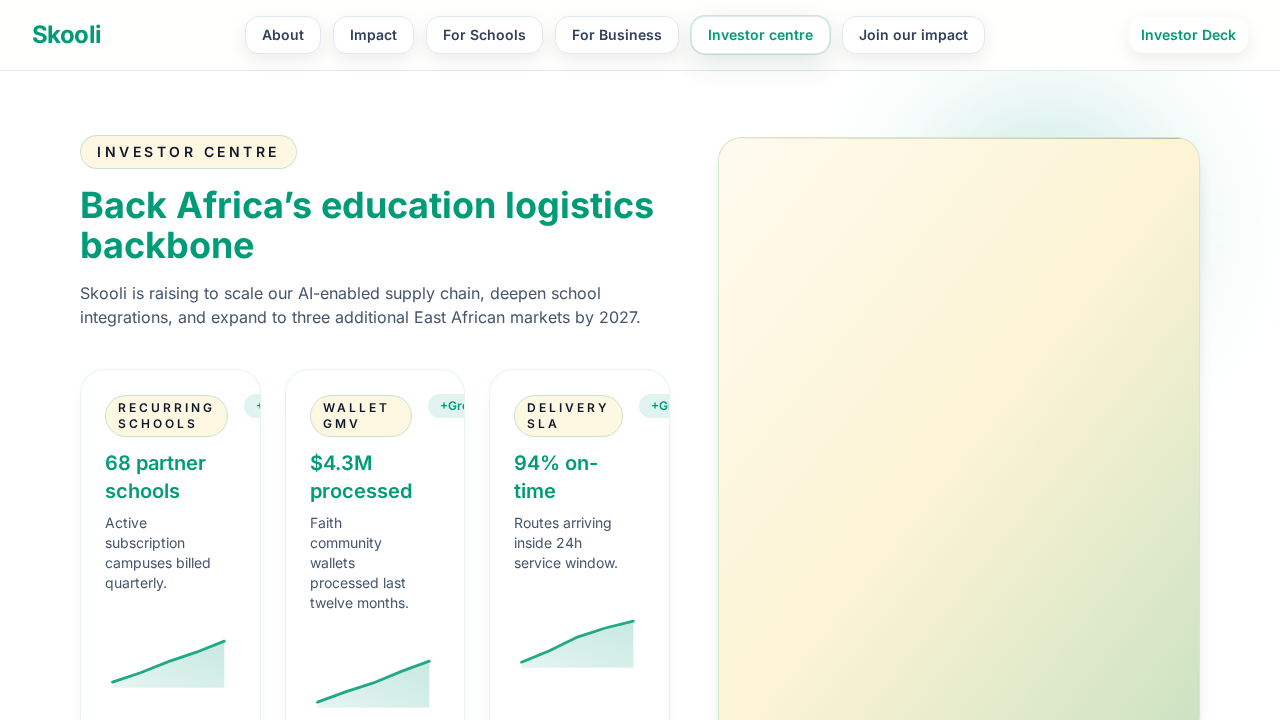 Skooli
About
Impact
For Schools
For Business
Investor centre
Join our impact
Investor Deck
INVESTOR CENTRE
Back Africa’s education logistics
backbone
Skooli is raising to scale our AI-enabled supply chain, deepen school
integrations, and expand to three additional East African markets by 2027.
RECURRING
SCHOOLS
68 partner
schools
Active
subscription
campuses billed
quarterly.
WALLET
GMV
$4.3M
processed
Faith
community
wallets
processed last
twelve months.
DELIVERY
SLA
94% on-
time
Routes arriving
inside 24h
service window.